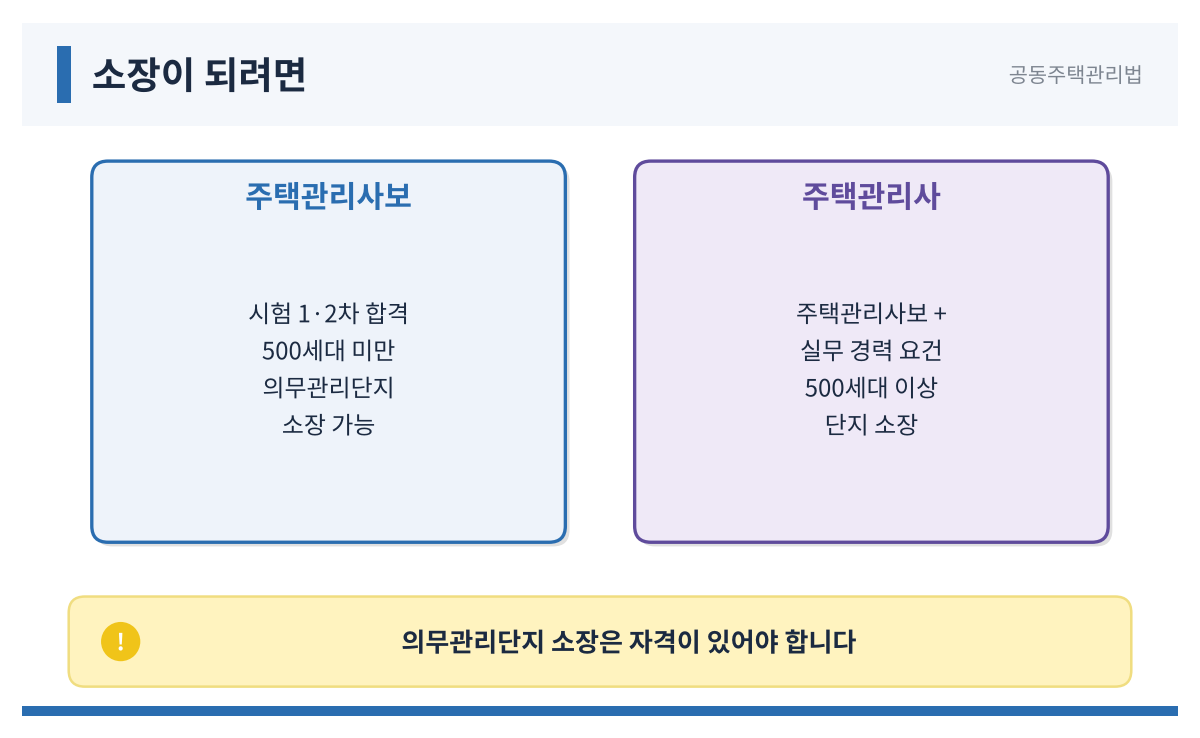 소장이 되려면
공동주택관리법
주택관리사보
시험 1·2차 합격
500세대 미만
의무관리단지
소장 가능
주택관리사
주택관리사보 +
실무 경력 요건
500세대 이상
단지 소장
!
의무관리단지 소장은 자격이 있어야 합니다